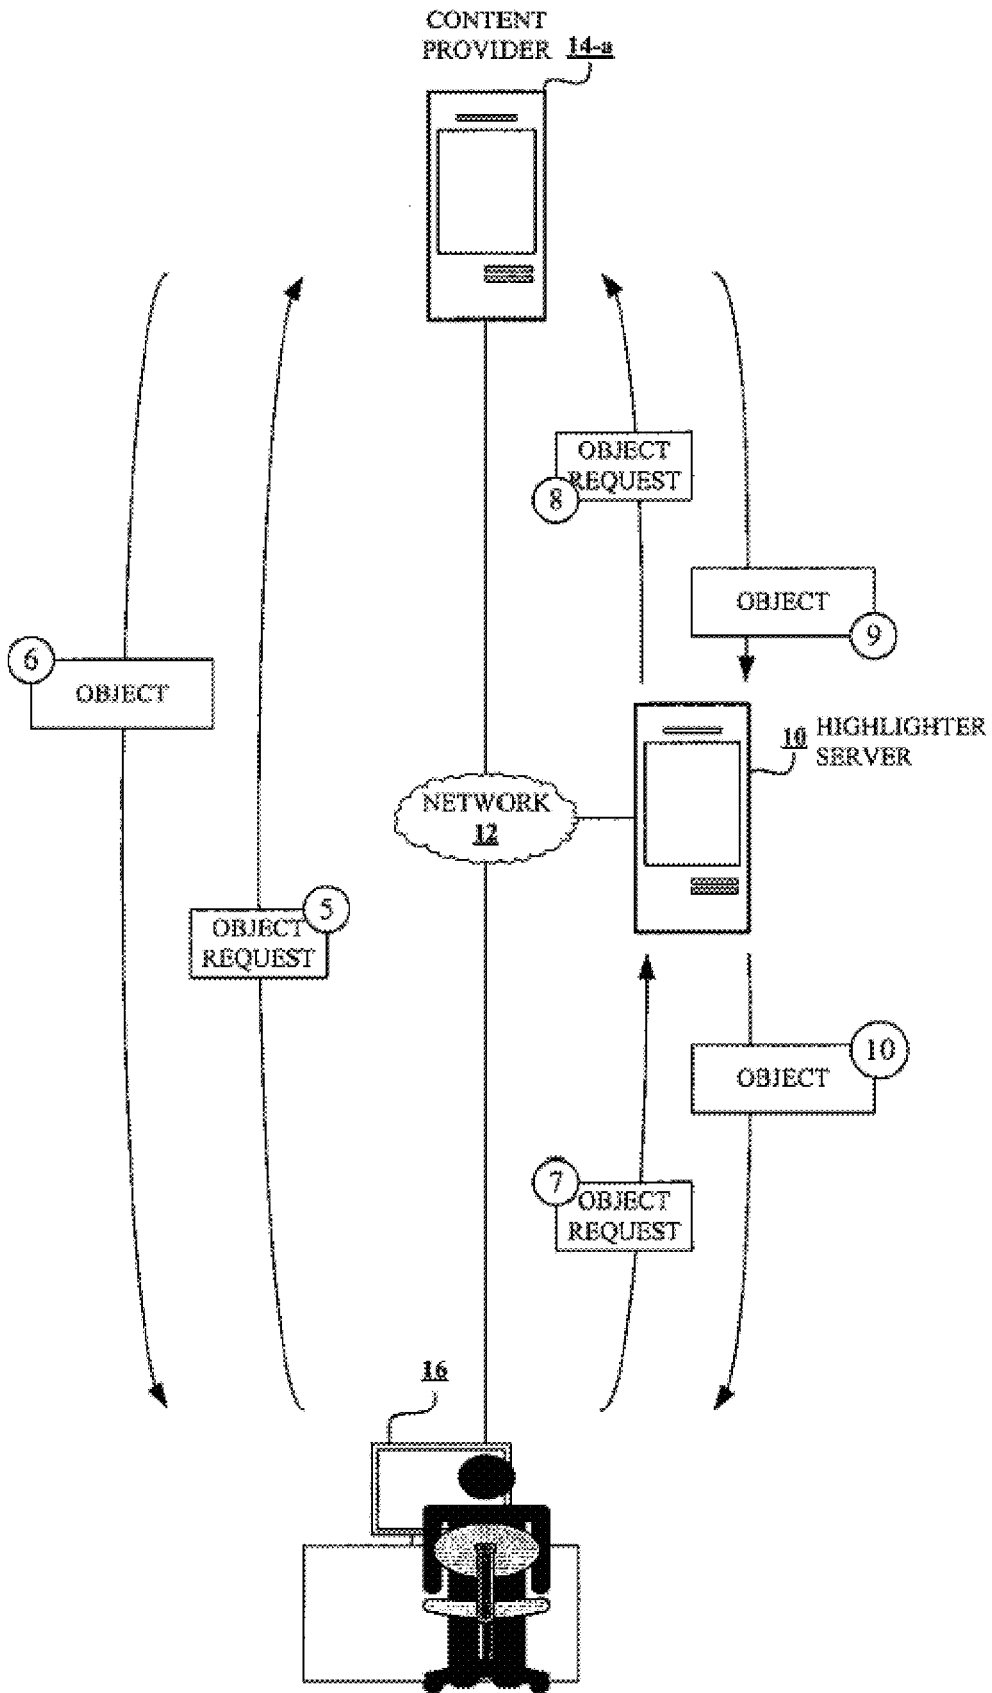 CONTENT
PROVIDER 14-a
OBJECT
REQUEST
8
OBJECT
9
6
OBJECT
10 HIGHLIGHTER
SERVER
NETWORK
12
5
OBJECT
REQUEST
10
OBJECT
7
OBJECT
REQUEST
16